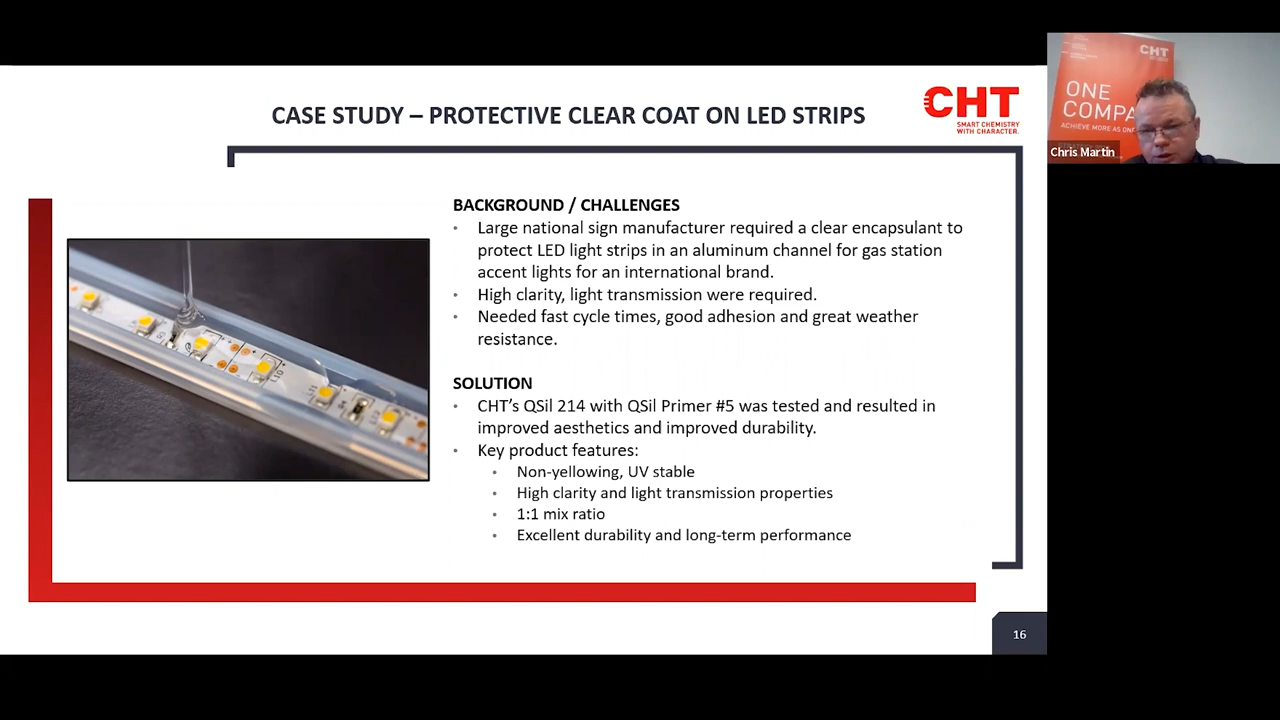 CASE STUDY – PROTECTIVE CLEAR COAT ON LED STRIPS
CHT
SMART CHEMISTRY
WITH CHARACTER.
BACKGROUND / CHALLENGES
• Large national sign manufacturer required a clear encapsulant to
protect LED light strips in an aluminum channel for gas station
accent lights for an international brand.
• High clarity, light transmission were required.
• Needed fast cycle times, good adhesion and great weather
resistance.
SOLUTION
• CHT’s QSil 214 with QSil Primer #5 was tested and resulted in
improved aesthetics and improved durability.
• Key product features:
• Non-yellowing, UV stable
• High clarity and light transmission properties
• 1:1 mix ratio
• Excellent durability and long-term performance
16
CHT
ONE
COMPA
ACHIEVE MORE AS ON
Chris Martin